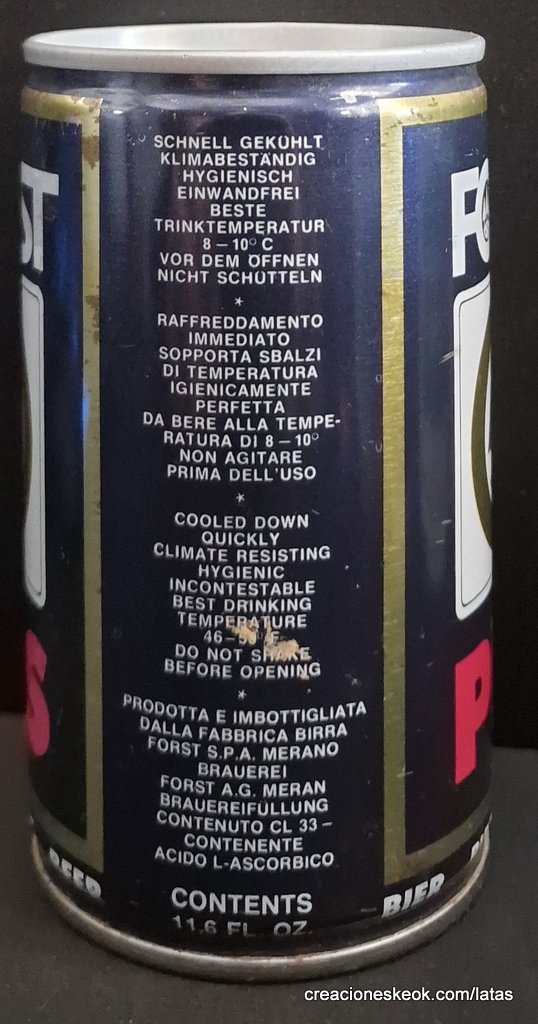 SCHNELL GEKÜHLT
KLIMABESTÄNDIG
HYGIENISCH
EINWANDFREI
BESTE
TRINKTEMPERATUR
8 – 10° C
VOR DEM ÖFFNEN
NICHT SCHÜTTELN
*
RAFFREDDAMENTO
IMMEDIATO
SOPPORTA SBALZI
DI TEMPERATURA
IGIENICAMENTE
PERFETTA
DA BERE ALLA TEMPE-
RATURA DI 8 – 10°
NON AGITARE
PRIMA DELL'USO
*
COOLED DOWN
QUICKLY
CLIMATE RESISTING
HYGIENIC
INCONTESTABLE
BEST DRINKING
TEMPERATURE
DO NOT SHAKE
BEFORE OPENING
*
PRODOTTA E IMBOTTIGLIATA
DALLA FABBRICA BIRRA
FORST S.P.A. MERANO
BRAUEREI
FORST A.G. MERAN
BRAUEREIFÜLLUNG
CONTENUTO CL 33 –
CONTENENTE
ACIDO L-ASCORBICO
CONTENTS
11.6 FL. OZ.
BEER
BIER
creacioneskeok.com/latas